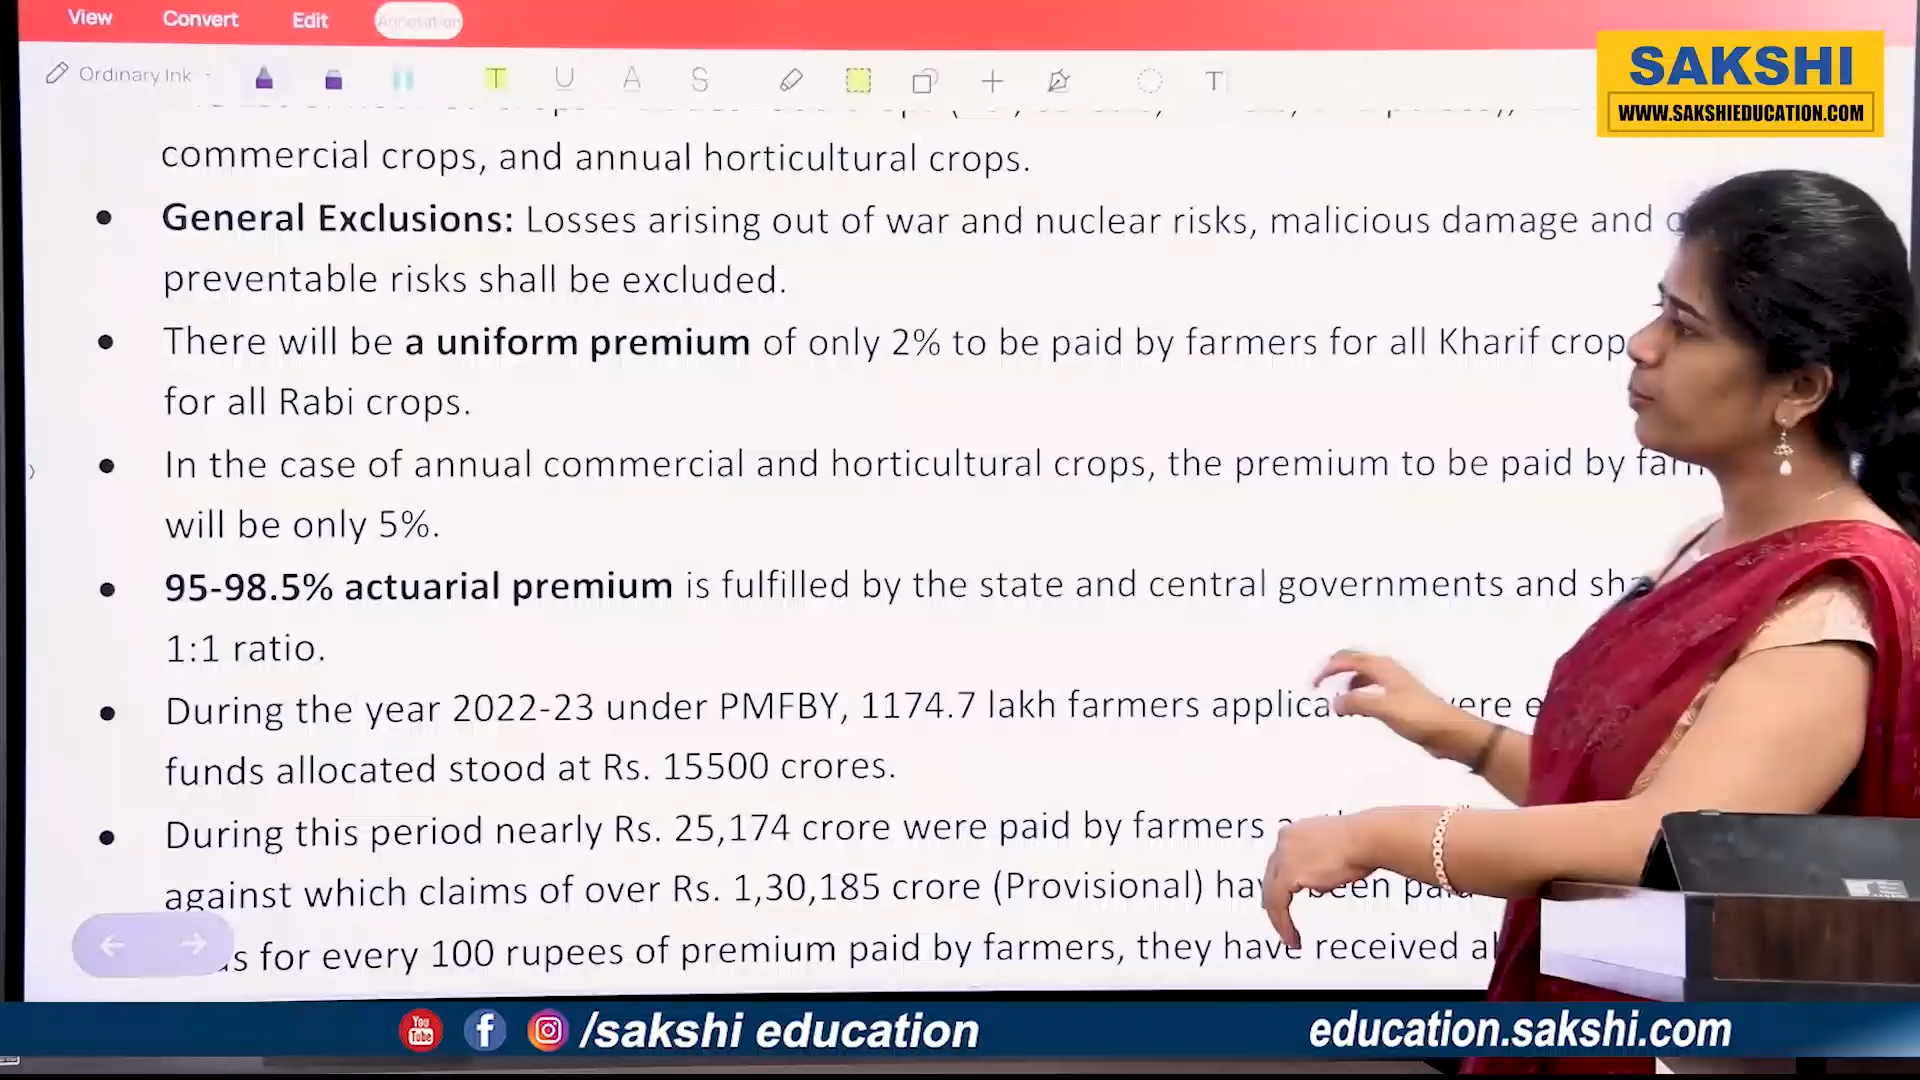 View Convert Edit Annotation
Ordinary Ink
SAKSHI
WWW.SAKSHIEDUCATION.COM
commercial crops, and annual horticultural crops.
• General Exclusions: Losses arising out of war and nuclear risks, malicious damage and
preventable risks shall be excluded.
• There will be a uniform premium of only 2% to be paid by farmers for all Kharif crop
for all Rabi crops.
• In the case of annual commercial and horticultural crops, the premium to be paid by
will be only 5%.
• 95-98.5% actuarial premium is fulfilled by the state and central governments and
1:1 ratio.
• During the year 2022-23 under PMFBY, 1174.7 lakh farmers
funds allocated stood at Rs. 15500 crores.
• During this period nearly Rs. 25,174 crore were paid by farmers
against which claims of over Rs. 1,30,185 crore (Provisional) been
for every 100 rupees of premium paid by farmers, they have received
You Tube /sakshi education
education.sakshi.com